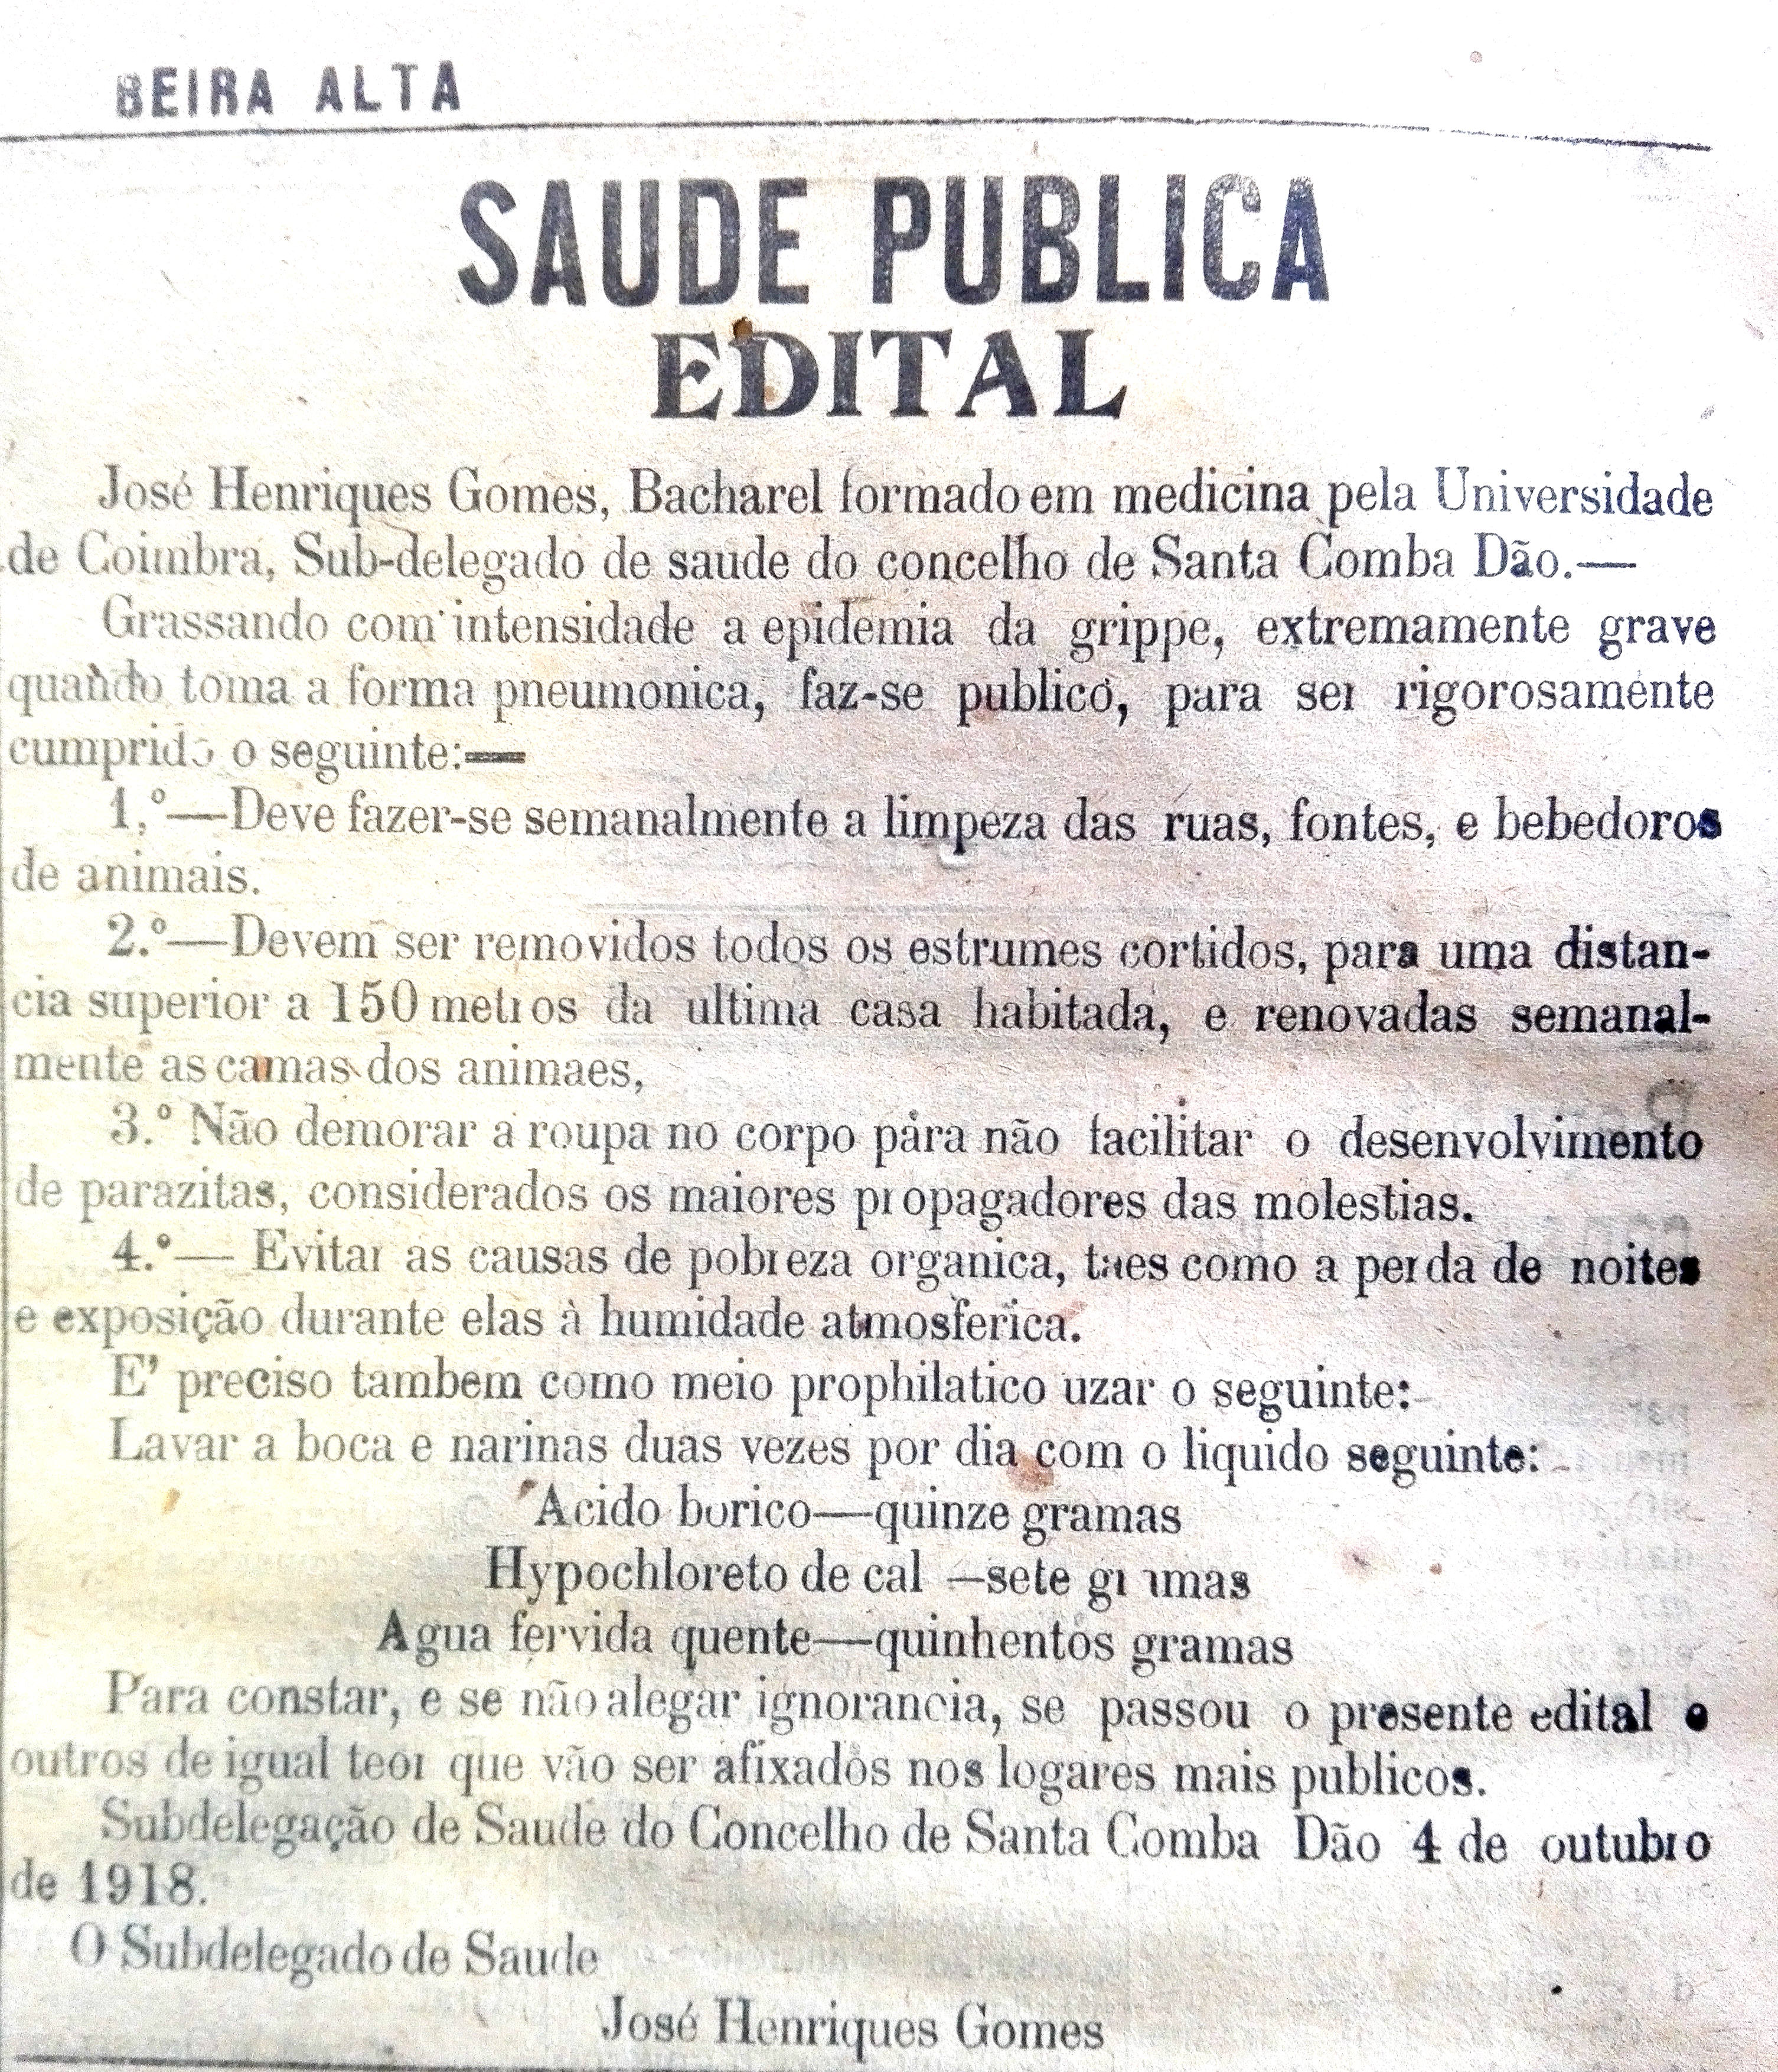 BEIRA ALTA
SAUDE PUBLICA
EDITAL
José Henriques Gomes, Bacharel formado em medicina pela Universidade
de Coimbra, Sub-delegado de saude do concelho de Santa Comba Dão.—
Grassando com intensidade a epidemia da grippe, extremamente grave
quando toma a forma pneumonica, faz-se publico, para ser rigorosamente
cumprido o seguinte:—
1,º—Deve fazer-se semanalmente a limpeza das ruas, fontes, e bebedoros
de animais.
2.º—Devem ser removidos todos os estrumes cortidos, para uma distan-
cia superior a 150 metros da ultima casa habitada, e renovadas semanal-
mente as camas dos animaes,
3.º Não demorar a roupa no corpo pára não facilitar o desenvolvimento
de parazitas, considerados os maiores propagadores das molestias.
4.º— Evitar as causas de pobreza organica, taes como a perda de noites
e exposição durante elas à humidade atmosferica.
E' preciso tambem como meio prophilatico uzar o seguinte:
Lavar a boca e narinas duas vezes por dia com o liquido seguinte:
Acido borico—quinze gramas
Hypochloreto de cal —sete gramas
Agua fervida quente—quinhentos gramas
Para constar, e se não alegar ignorancia, se passou o presente edital e
outros de igual teor que vão ser afixados nos logares mais publicos.
Subdelegação de Saude do Concelho de Santa Comba Dão 4 de outubro
de 1918.
O Subdelegado de Saude
José Henriques Gomes